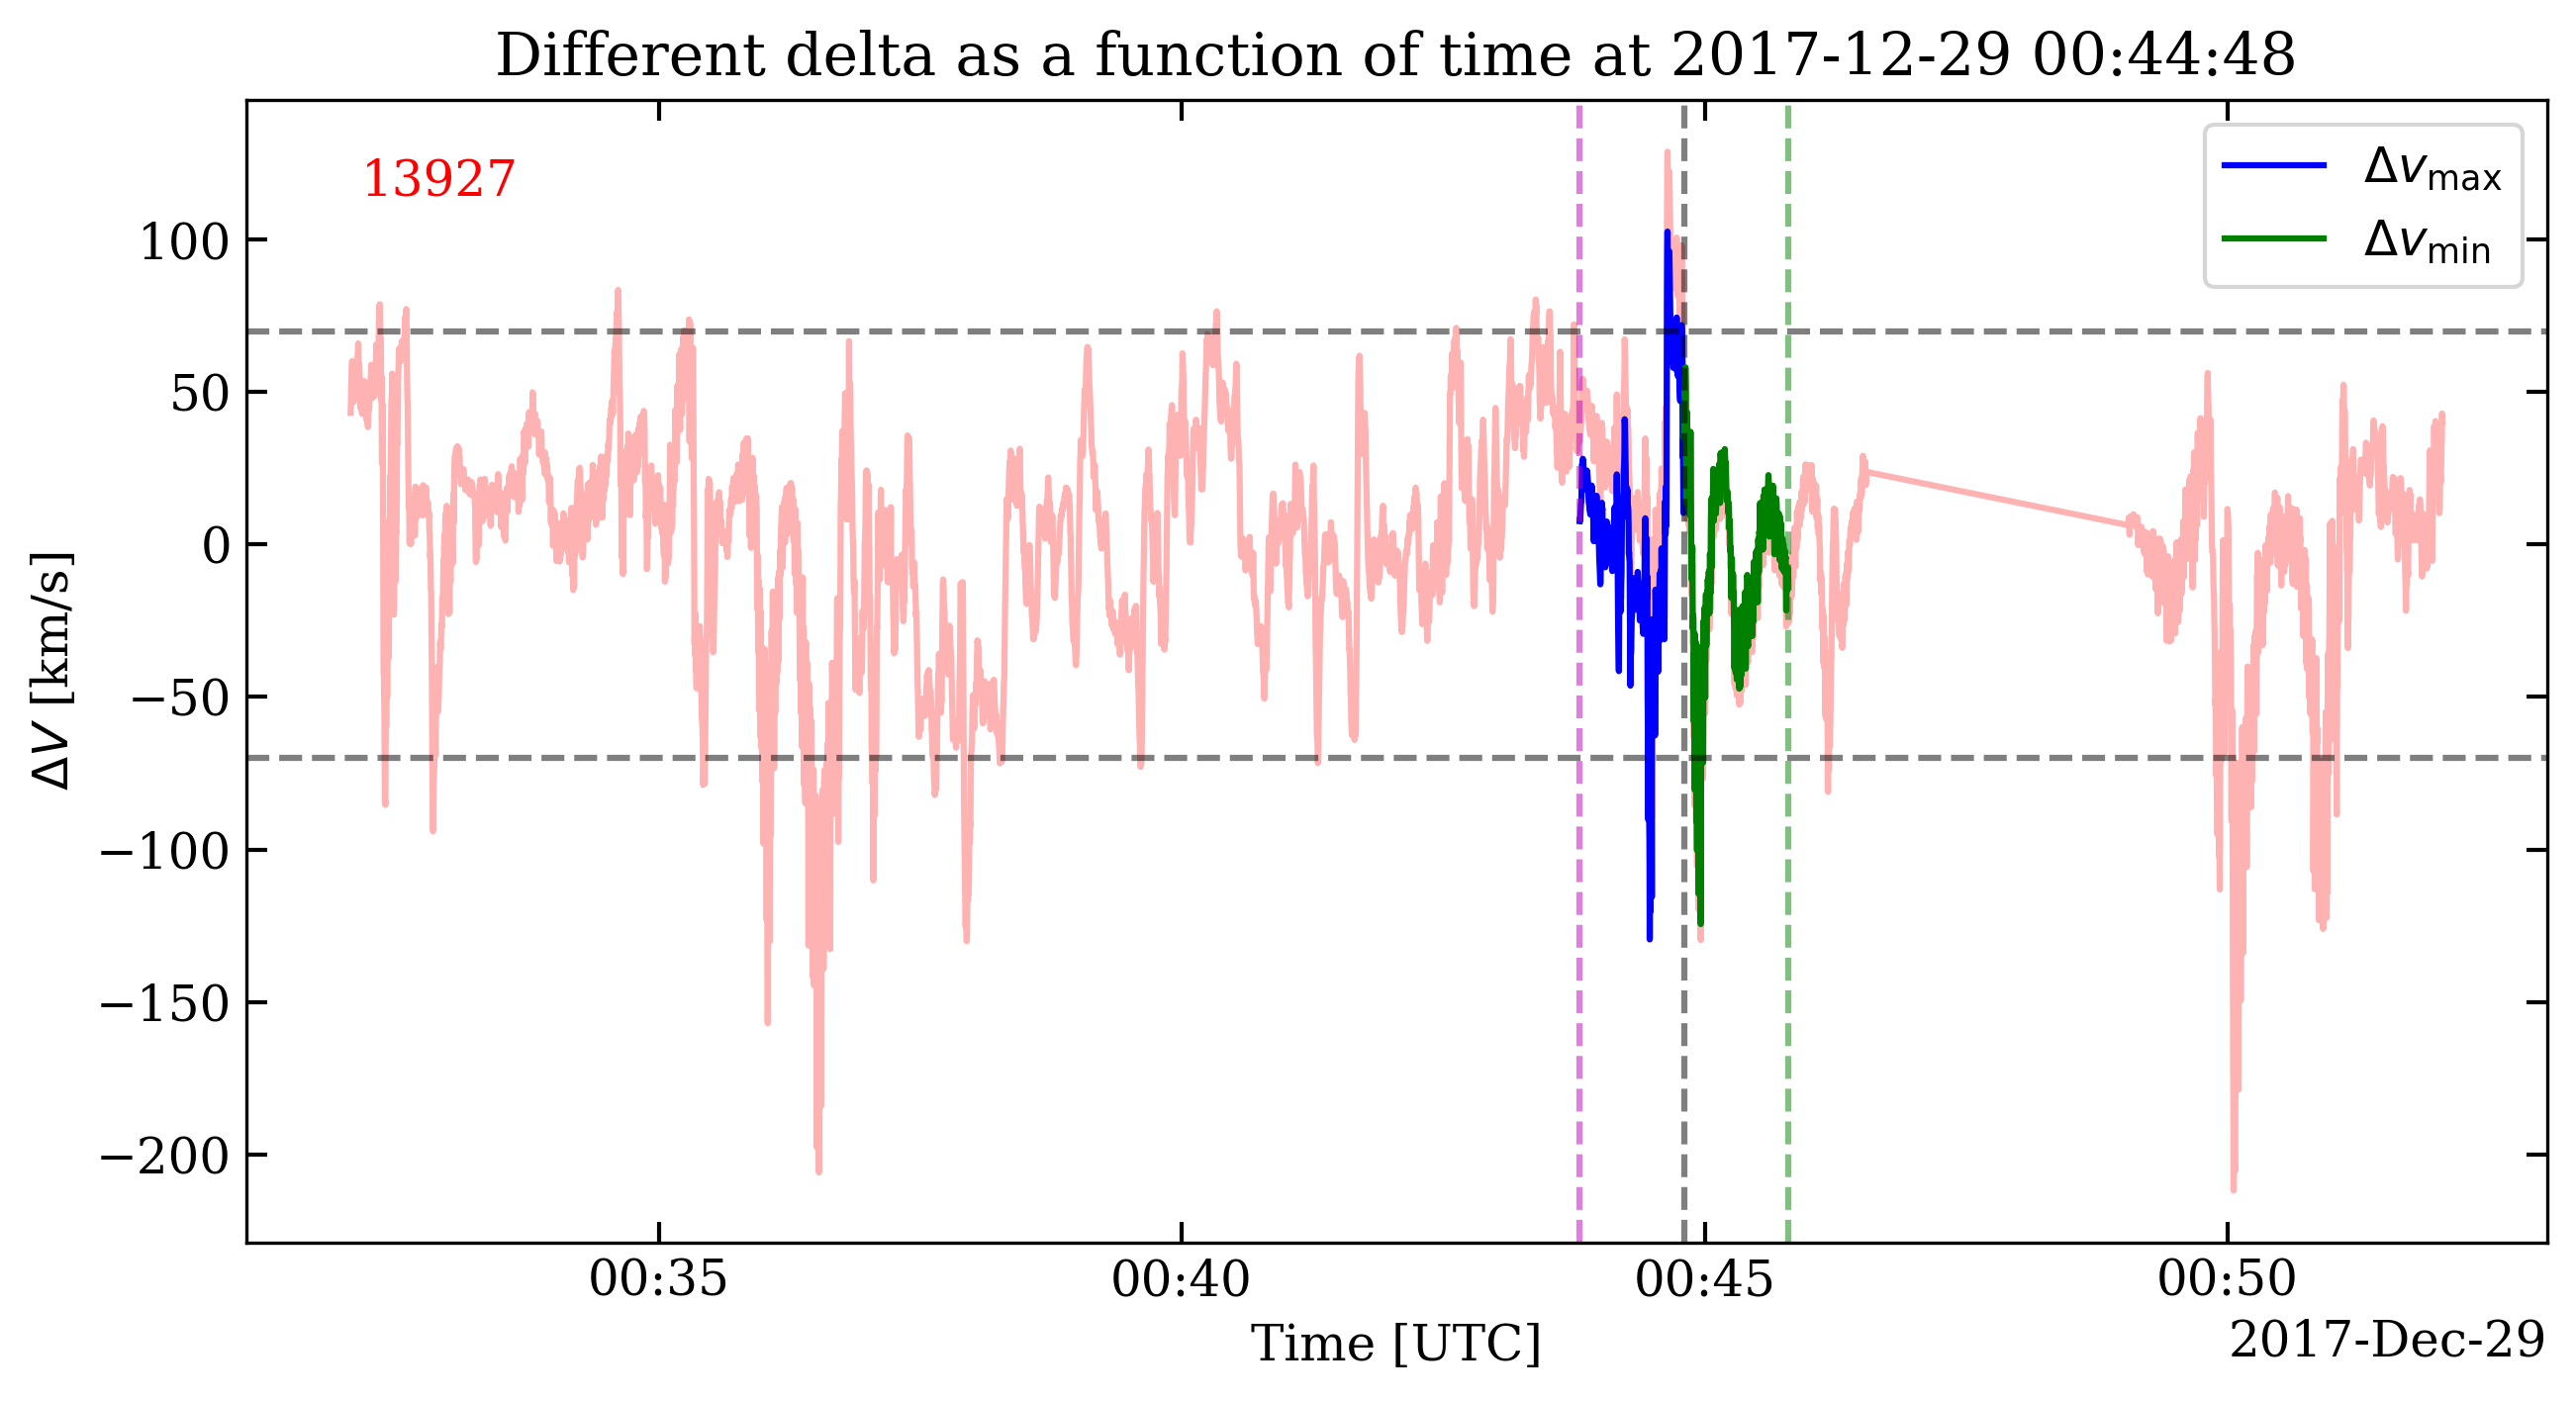 Different delta as a function of time at 2017-12-29 00:44:48
13927
Δv_max
Δv_min
100
50
0
−50
−100
−150
−200
ΔV [km/s]
00:35 00:40 00:45 00:50
Time [UTC]
2017-Dec-29